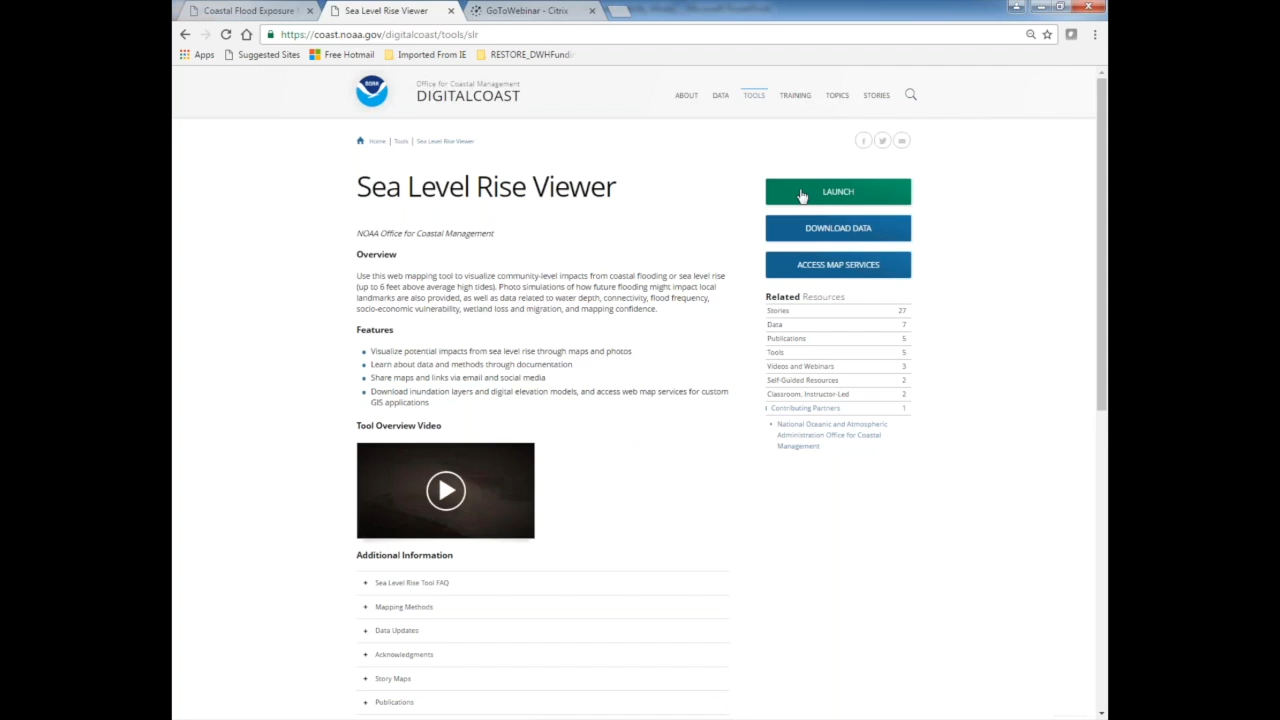 Coastal Flood Exposure
Sea Level Rise Viewer
GoToWebinar - Citrix
https://coast.noaa.gov/digitalcoast/tools/slr
Apps
Suggested Sites
Free Hotmail
Imported From IE
RESTORE_DWHFundi
NOAA
Office for Coastal Management
DIGITALCOAST
ABOUT
DATA
TOOLS
TRAINING
TOPICS
STORIES
Home | Tools | Sea Level Rise Viewer
Sea Level Rise Viewer
NOAA Office for Coastal Management
Overview
Use this web mapping tool to visualize community-level impacts from coastal flooding or sea level rise
(up to 6 feet above average high tides). Photo simulations of how future flooding might impact local
landmarks are also provided, as well as data related to water depth, connectivity, flood frequency,
socio-economic vulnerability, wetland loss and migration, and mapping confidence.
Features
Visualize potential impacts from sea level rise through maps and photos
Learn about data and methods through documentation
Share maps and links via email and social media
Download inundation layers and digital elevation models, and access web map services for custom
GIS applications
Tool Overview Video
Additional Information
+ Sea Level Rise Tool FAQ
+ Mapping Methods
+ Data Updates
+ Acknowledgments
+ Story Maps
+ Publications
LAUNCH
DOWNLOAD DATA
ACCESS MAP SERVICES
Related Resources
Stories 27
Data 7
Publications 5
Tools 5
Videos and Webinars 3
Self-Guided Resources 2
Classroom, Instructor-Led 2
Contributing Partners 1
National Oceanic and Atmospheric
Administration Office for Coastal
Management